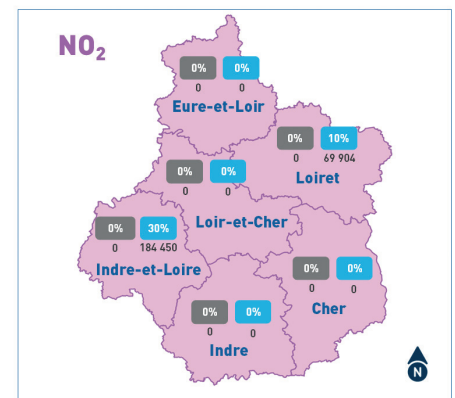 NO₂
0% 0%
0 0
Eure-et-Loir
0% 10%
0 69 904
Loiret
0% 0%
0 0
Loir-et-Cher
0% 30%
0 184 450
Indre-et-Loire
0% 0%
0 0
Cher
0% 0%
0 0
Indre
N